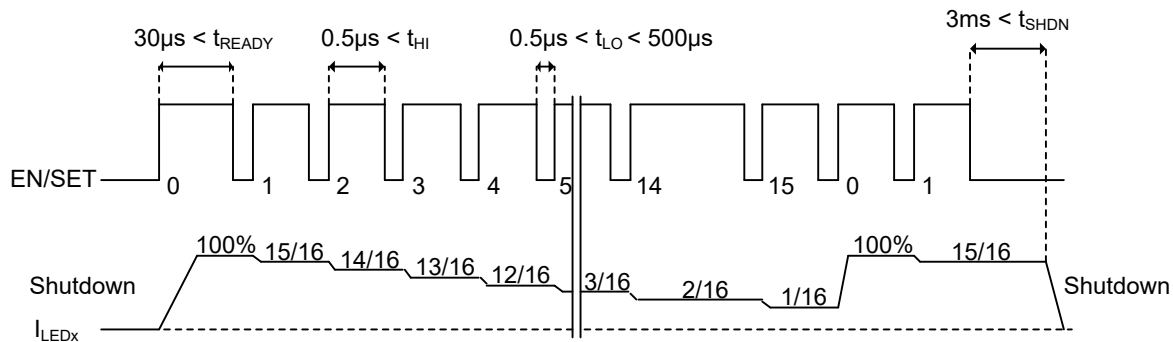 30µs < tREADY
0.5µs < tHI
0.5µs < tLO < 500µs
3ms < tSHDN
EN/SET
0 1 2 3 4 5 14 15 0 1
100% 15/16 14/16 13/16 12/16 3/16 2/16 1/16 100% 15/16
Shutdown
Shutdown
ILEDx